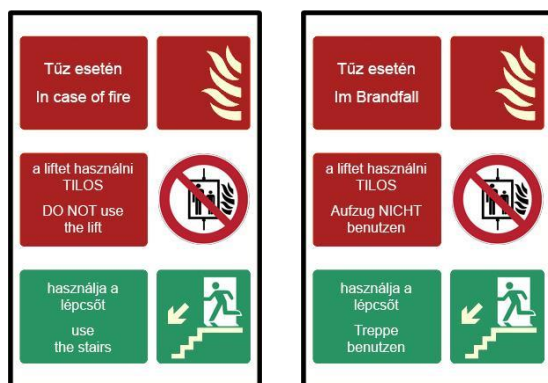 Tűz esetén
In case of fire
a liftet használni
TILOS
DO NOT use
the lift
használja a
lépcsőt
use
the stairs
Tűz esetén
Im Brandfall
a liftet használni
TILOS
Aufzug NICHT
benutzen
használja a
lépcsőt
Treppe
benutzen